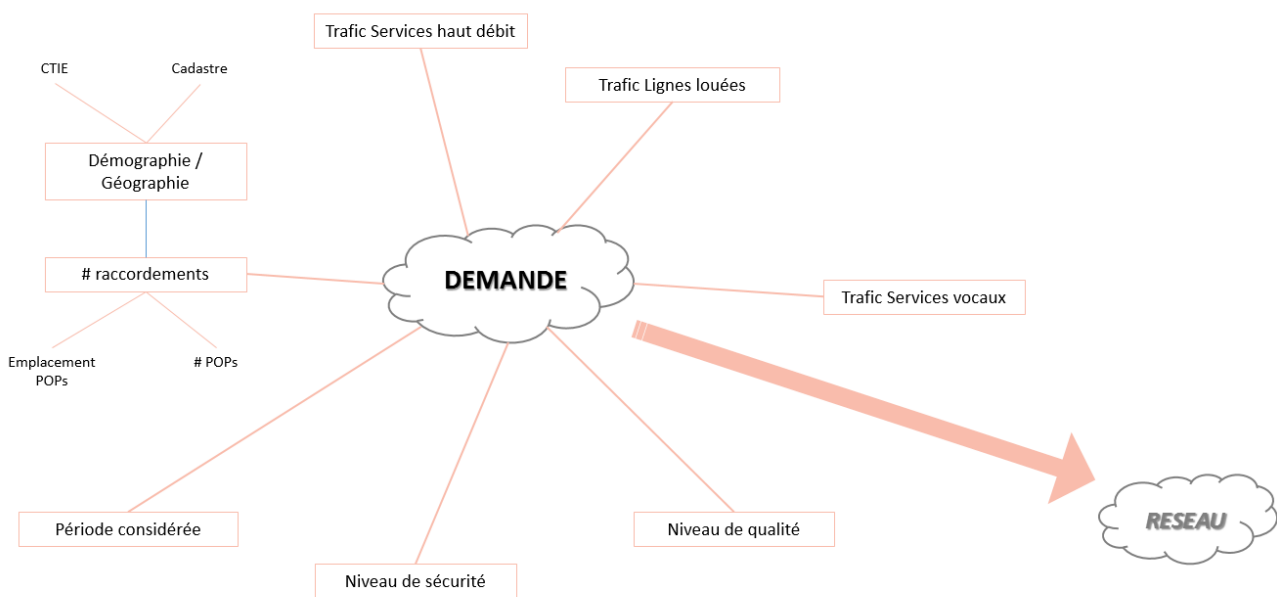 Trafic Services haut débit
CTIE
Cadastre
Trafic Lignes louées
Démographie /
Géographie
# raccordements
DEMANDE
Trafic Services vocaux
Emplacement
POPs
# POPs
Période considérée
Niveau de qualité
RESEAU
Niveau de sécurité